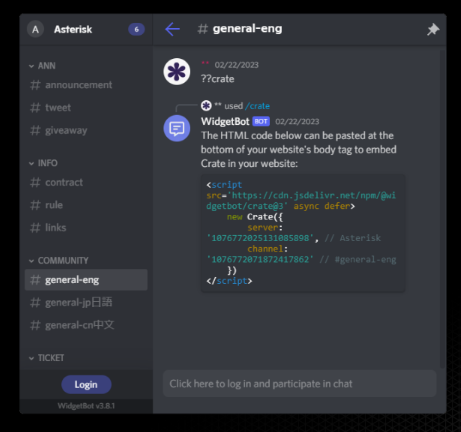 A Asterisk 6
ANN
# announcement
# tweet
# giveaway
INFO
# contract
# rule
# links
COMMUNITY
# general-eng
# general-jp日語
# general-cn中文
TICKET
Login
WidgetBot v3.8.1
# general-eng
** 02/22/2023
??crate
** used /crate
WidgetBot BOT 02/22/2023
The HTML code below can be pasted at the
bottom of your website's body tag to embed
Crate in your website:
<script
src='https://cdn.jsdelivr.net/npm/@wi
dgetbot/crate@3' async defer>
new Crate({
server:
'1076772025131085898', // Asterisk
channel:
'1076772071872417862' // #general-eng
})
</script>
Click here to log in and participate in chat